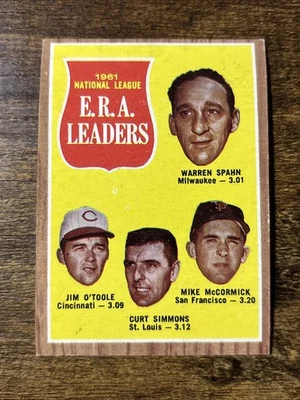 1961
NATIONAL LEAGUE
E.R.A.
LEADERS
WARREN SPAHN
Milwaukee — 3.01
JIM O'TOOLE
Cincinnati — 3.09
MIKE McCORMICK
San Francisco — 3.20
CURT SIMMONS
St. Louis — 3.12